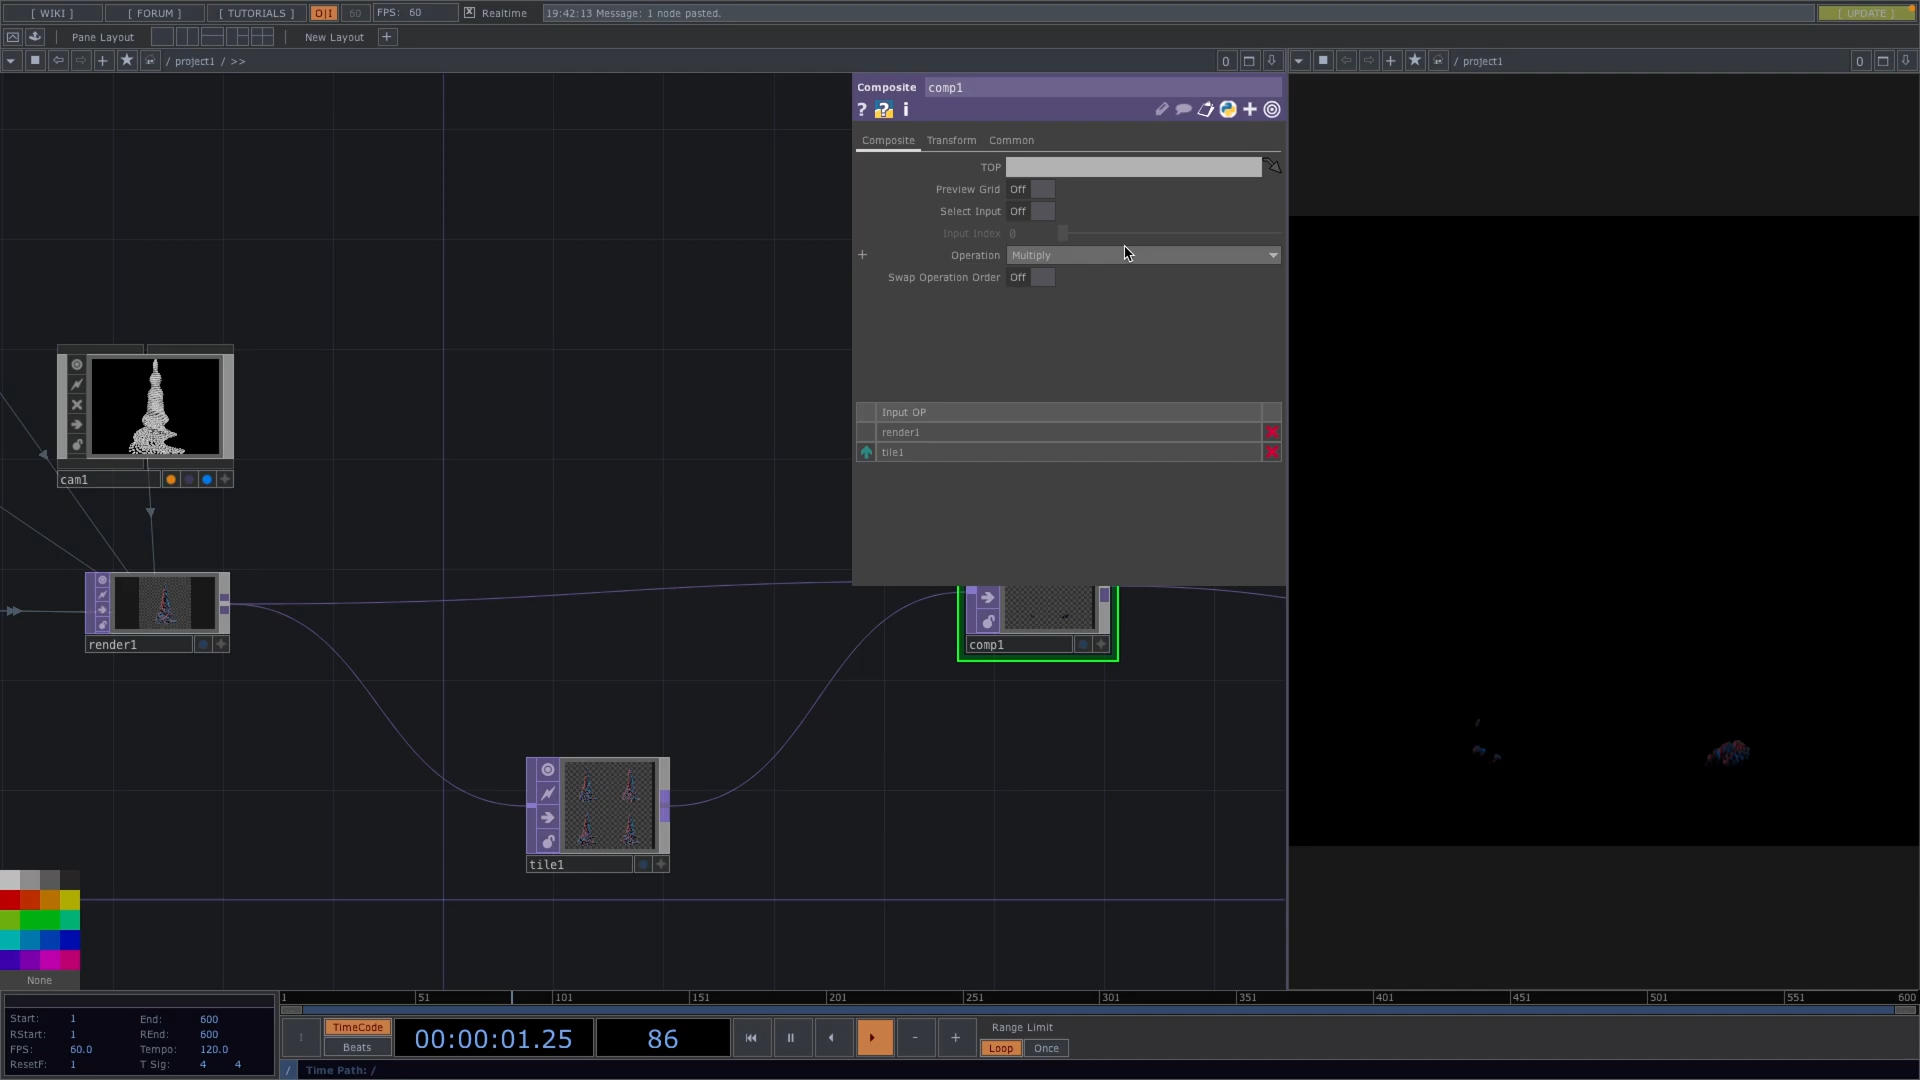 [ WIKI ] [ FORUM ] [ TUTORIALS ] O|I 60 FPS: 60 Realtime 19:42:13 Message: 1 node pasted. [ UPDATE ]
Pane Layout New Layout +
/ project1 / >> 0 / project1 0
Composite comp1
? ? i
Composite Transform Common
TOP
Preview Grid Off
Select Input Off
Input Index 0
+ Operation Multiply
Swap Operation Order Off
Input OP
render1
tile1
cam1
render1
comp1
tile1
None
1 51 101 151 201 251 301 351 401 451 501 551 600
Start: 1 End: 600
RStart: 1 REnd: 600
FPS: 60.0 Tempo: 120.0
ResetF: 1 T Sig: 4 4
TimeCode
Beats
00:00:01.25
86
- +
Range Limit
Loop Once
/ Time Path: /